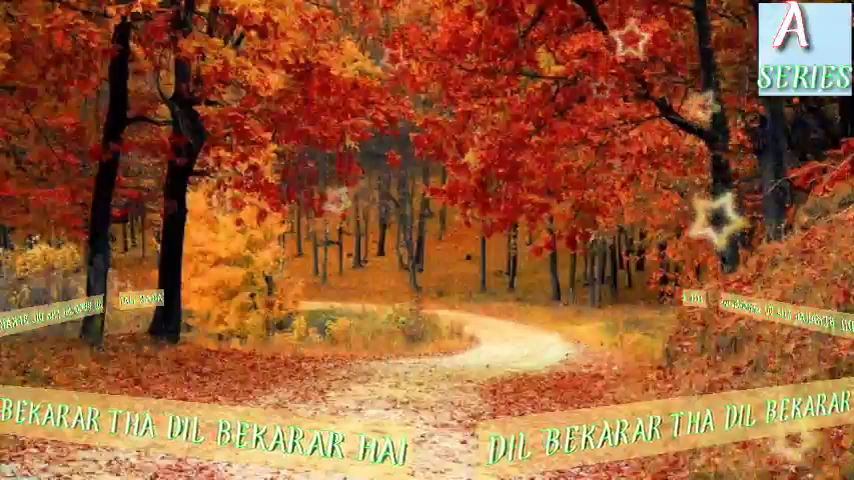 A
SERIES
BEKARAR THA DIL BEKARAR HAI
DIL BEKARAR THA DIL BEKARAR